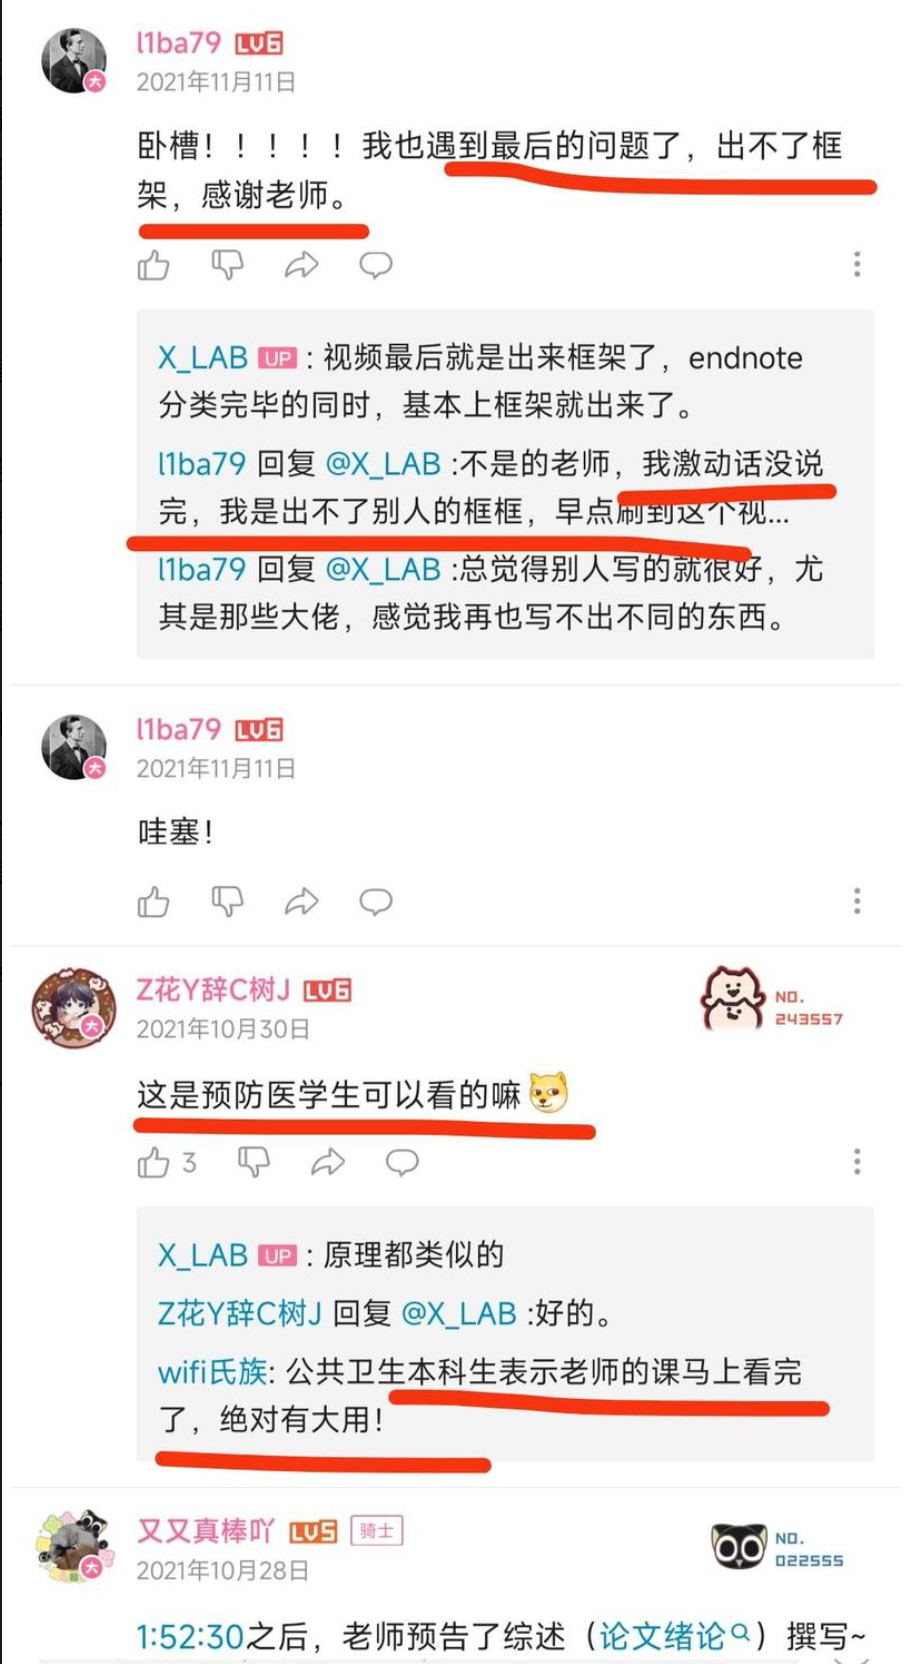 l1ba79 LV6
2021年11月11日
卧槽！！！！！我也遇到最后的问题了，出不了框
架，感谢老师。
X_LAB UP：视频最后就是出来框架了，endnote
分类完毕的同时，基本上框架就出来了。
l1ba79 回复 @X_LAB :不是的老师，我激动话没说
完，我是出不了别人的框框，早点刷到这个视...
l1ba79 回复 @X_LAB :总觉得别人写的就很好，尤
其是那些大佬，感觉我再也写不出不同的东西。
l1ba79 LV6
2021年11月11日
哇塞！
Z花Y辞C树J LV6
2021年10月30日
NO.
243557
这是预防医学生可以看的嘛
3
X_LAB UP：原理都类似的
Z花Y辞C树J 回复 @X_LAB :好的。
wifi氏族: 公共卫生本科生表示老师的课马上看完
了，绝对有大用！
又又真棒吖 LV5 骑士
2021年10月28日
NO.
022555
1:52:30之后，老师预告了综述（论文绪论）撰写~